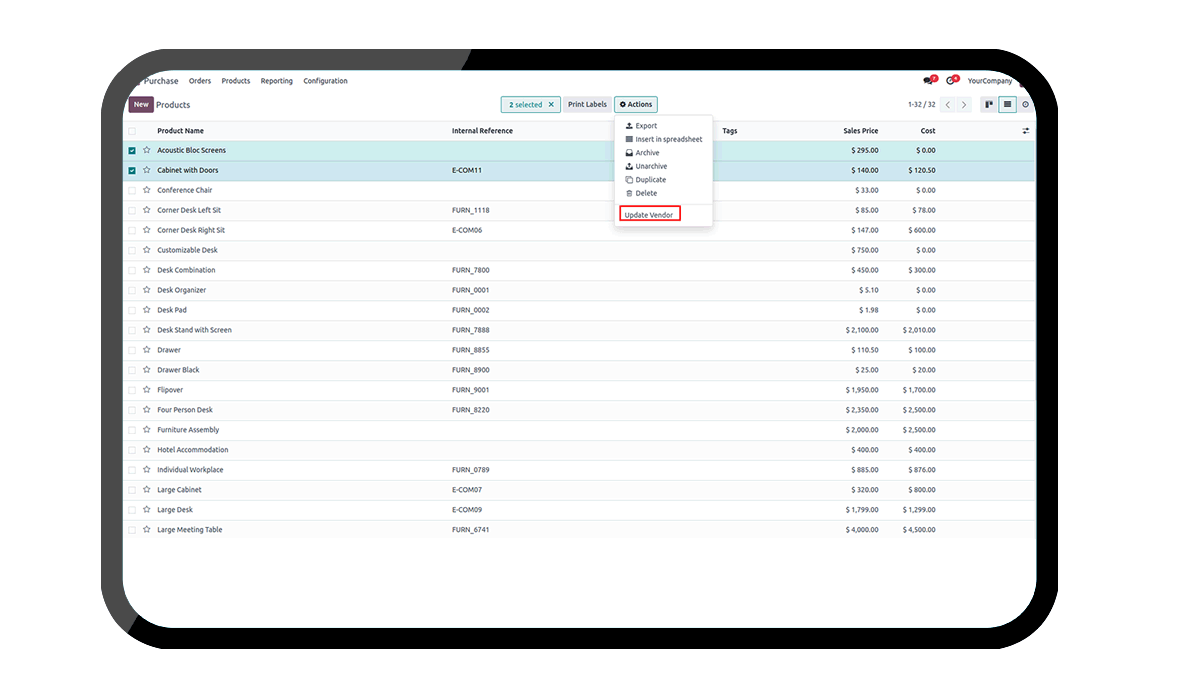 Purchase Orders Products Reporting Configuration 7 4 YourCompany
New Products 2 selected × Print Labels Actions 1-32 / 32
Product Name Internal Reference Tags Sales Price Cost
Export
Insert in spreadsheet
Archive
Unarchive
Duplicate
Delete
Update Vendor
Acoustic Bloc Screens $ 295.00 $ 0.00
Cabinet with Doors E-COM11 $ 140.00 $ 120.50
Conference Chair $ 33.00 $ 0.00
Corner Desk Left Sit FURN_1118 $ 85.00 $ 78.00
Corner Desk Right Sit E-COM06 $ 147.00 $ 600.00
Customizable Desk $ 750.00 $ 0.00
Desk Combination FURN_7800 $ 450.00 $ 300.00
Desk Organizer FURN_0001 $ 5.10 $ 0.00
Desk Pad FURN_0002 $ 1.98 $ 0.00
Desk Stand with Screen FURN_7888 $ 2,100.00 $ 2,010.00
Drawer FURN_8855 $ 110.50 $ 100.00
Drawer Black FURN_8900 $ 25.00 $ 20.00
Flipover FURN_9001 $ 1,950.00 $ 1,700.00
Four Person Desk FURN_8220 $ 2,350.00 $ 2,500.00
Furniture Assembly $ 2,000.00 $ 2,500.00
Hotel Accommodation $ 400.00 $ 400.00
Individual Workplace FURN_0789 $ 885.00 $ 876.00
Large Cabinet E-COM07 $ 320.00 $ 800.00
Large Desk E-COM09 $ 1,799.00 $ 1,299.00
Large Meeting Table FURN_6741 $ 4,000.00 $ 4,500.00